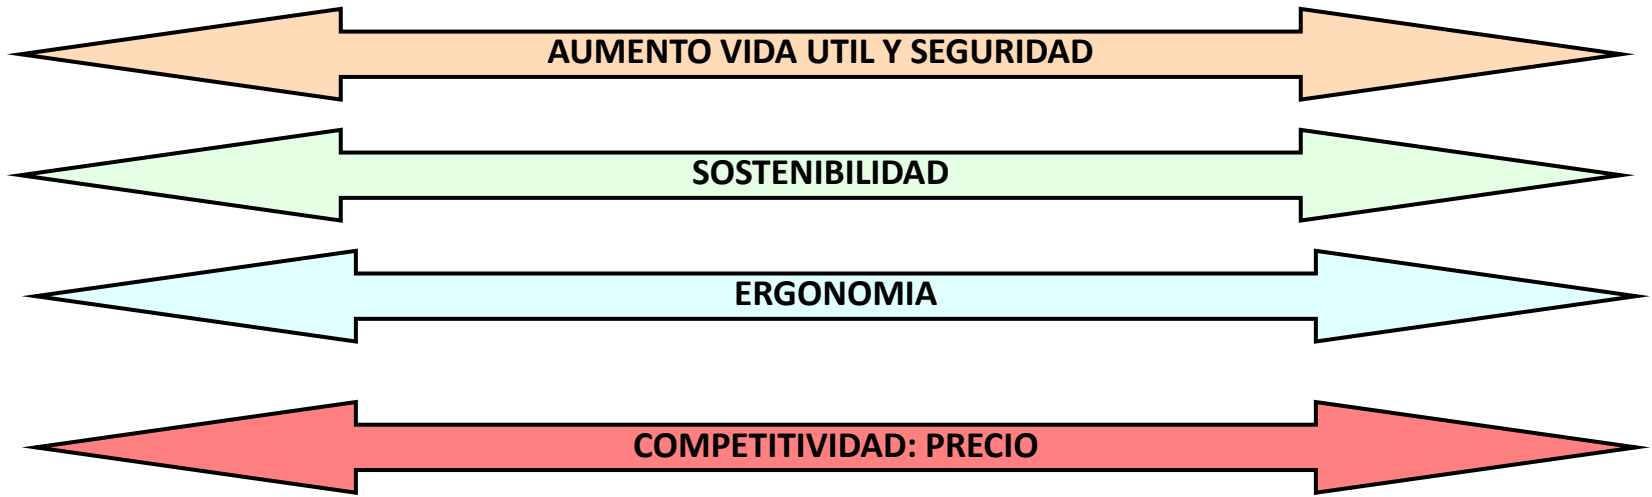 AUMENTO VIDA UTIL Y SEGURIDAD
SOSTENIBILIDAD
ERGONOMIA
COMPETITIVIDAD: PRECIO